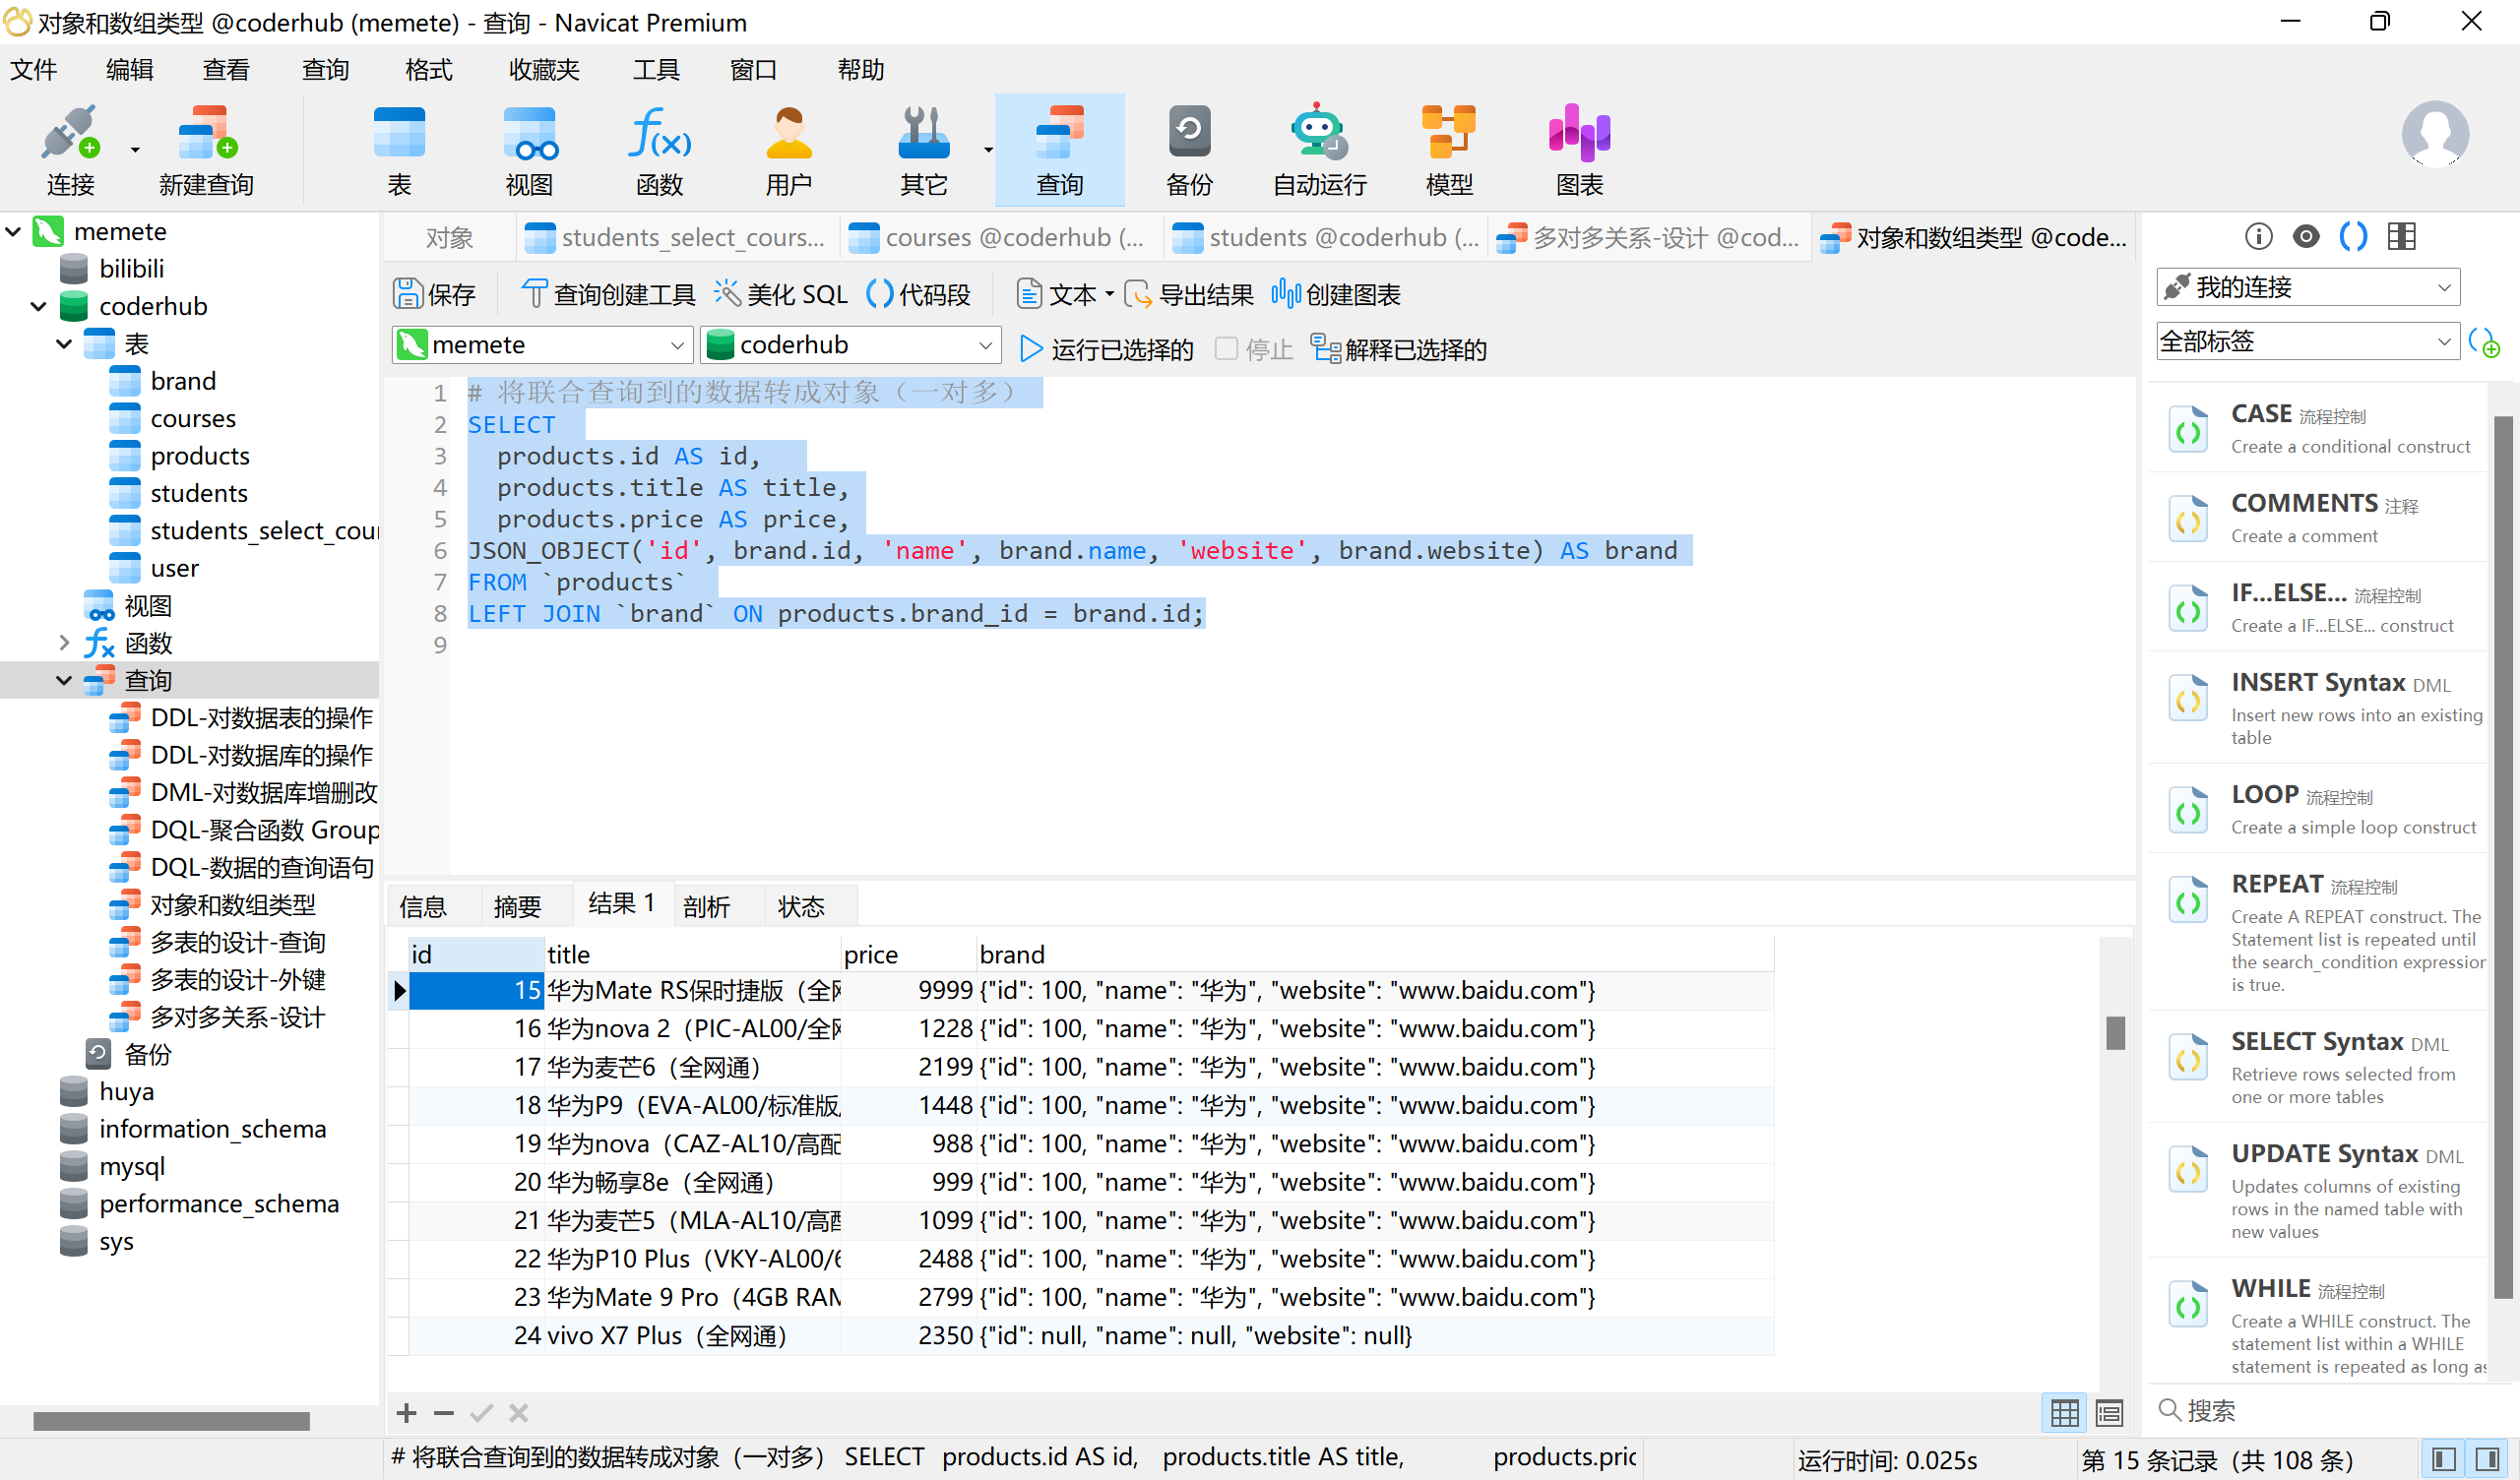 对象和数组类型 @coderhub (memete) - 查询 - Navicat Premium
文件 编辑 查看 查询 格式 收藏夹 工具 窗口 帮助
连接 新建查询 表 视图 函数 用户 其它 查询 备份 自动运行 模型 图表
memete
bilibili
coderhub
表
brand
courses
products
students
students_select_cour
user
视图
函数
查询
DDL-对数据表的操作
DDL-对数据库的操作
DML-对数据库增删改
DQL-聚合函数 Group
DQL-数据的查询语句
对象和数组类型
多表的设计-查询
多表的设计-外键
多对多关系-设计
备份
huya
information_schema
mysql
performance_schema
sys
对象 students_select_cours... courses @coderhub (... students @coderhub (... 多对多关系-设计 @cod... 对象和数组类型 @code...
保存 查询创建工具 美化 SQL 代码段 文本 导出结果 创建图表
memete coderhub 运行已选择的 停止 解释已选择的
1 # 将联合查询到的数据转成对象（一对多）
2 SELECT
3 products.id AS id,
4 products.title AS title,
5 products.price AS price,
6 JSON_OBJECT('id', brand.id, 'name', brand.name, 'website', brand.website) AS brand
7 FROM `products`
8 LEFT JOIN `brand` ON products.brand_id = brand.id;
9
信息 摘要 结果 1 剖析 状态
id title price brand
15 华为Mate RS保时捷版（全网 9999 {"id": 100, "name": "华为", "website": "www.baidu.com"}
16 华为nova 2（PIC-AL00/全网 1228 {"id": 100, "name": "华为", "website": "www.baidu.com"}
17 华为麦芒6（全网通） 2199 {"id": 100, "name": "华为", "website": "www.baidu.com"}
18 华为P9（EVA-AL00/标准版 1448 {"id": 100, "name": "华为", "website": "www.baidu.com"}
19 华为nova（CAZ-AL10/高配 988 {"id": 100, "name": "华为", "website": "www.baidu.com"}
20 华为畅享8e（全网通） 999 {"id": 100, "name": "华为", "website": "www.baidu.com"}
21 华为麦芒5（MLA-AL10/高配 1099 {"id": 100, "name": "华为", "website": "www.baidu.com"}
22 华为P10 Plus（VKY-AL00/6 2488 {"id": 100, "name": "华为", "website": "www.baidu.com"}
23 华为Mate 9 Pro（4GB RAM 2799 {"id": 100, "name": "华为", "website": "www.baidu.com"}
24 vivo X7 Plus（全网通） 2350 {"id": null, "name": null, "website": null}
我的连接
全部标签
CASE 流程控制
Create a conditional construct
COMMENTS 注释
Create a comment
IF...ELSE... 流程控制
Create a IF...ELSE... construct
INSERT Syntax DML
Insert new rows into an existing
table
LOOP 流程控制
Create a simple loop construct
REPEAT 流程控制
Create A REPEAT construct. The
Statement list is repeated until
the search_condition expression
is true.
SELECT Syntax DML
Retrieve rows selected from
one or more tables
UPDATE Syntax DML
Updates columns of existing
rows in the named table with
new values
WHILE 流程控制
Create a WHILE construct. The
statement list within a WHILE
statement is repeated as long as
搜索
# 将联合查询到的数据转成对象（一对多） SELECT products.id AS id, products.title AS title, products.pric 运行时间: 0.025s 第 15 条记录（共 108 条）